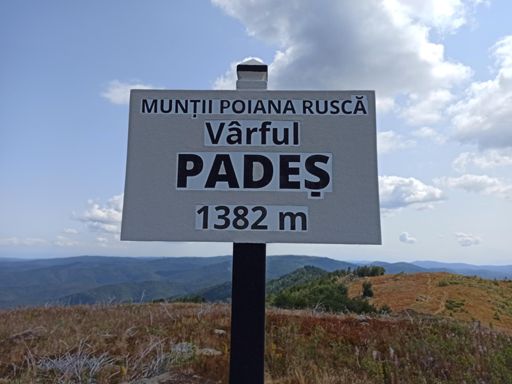 MUNȚII POIANA RUSCĂ
Vârful
PADEȘ
1382 m